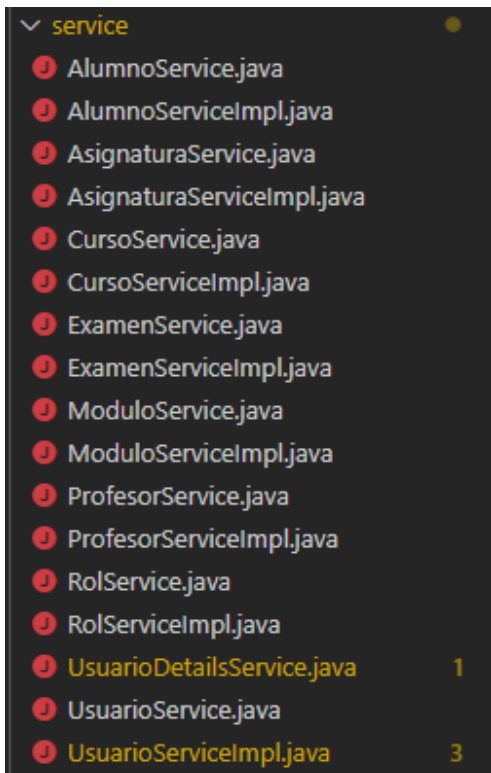 service
AlumnoService.java
AlumnoServiceImpl.java
AsignaturaService.java
AsignaturaServiceImpl.java
CursoService.java
CursoServiceImpl.java
ExamenService.java
ExamenServiceImpl.java
ModuloService.java
ModuloServiceImpl.java
ProfesorService.java
ProfesorServiceImpl.java
RolService.java
RolServiceImpl.java
UsuarioDetailsService.java 1
UsuarioService.java
UsuarioServiceImpl.java 3